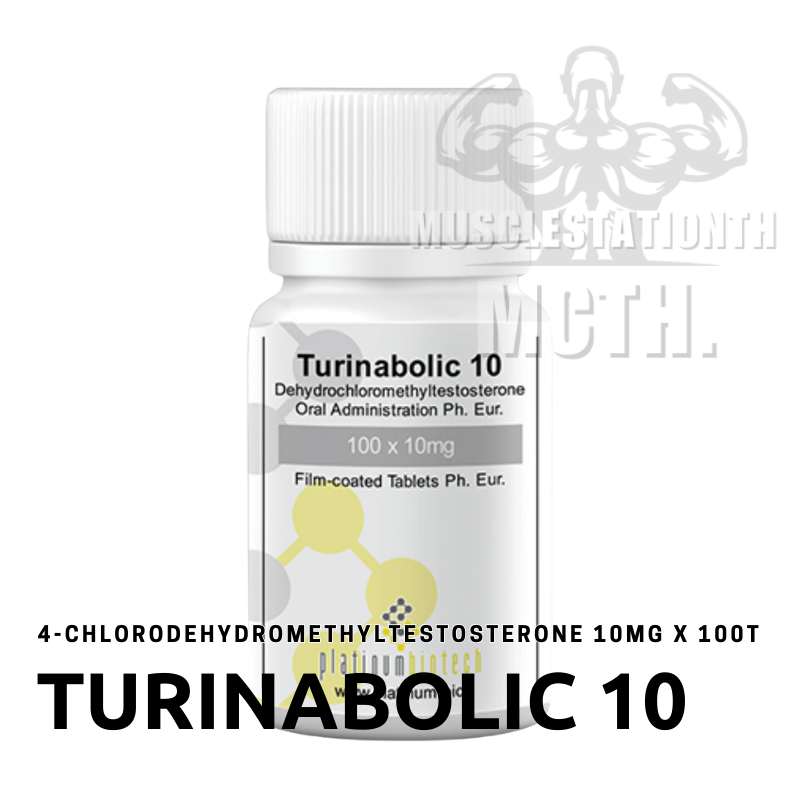 MUSCLESTATIONTH
MCTH.
Turinabolic 10
Dehydrochloromethyltestosterone
Oral Administration Ph. Eur.
100 x 10mg
Film-coated Tablets Ph. Eur.
4-CHLORODEHYDROMETHYLTESTOSTERONE 10MG X 100T
platinumbiotech
TURINABOLIC 10